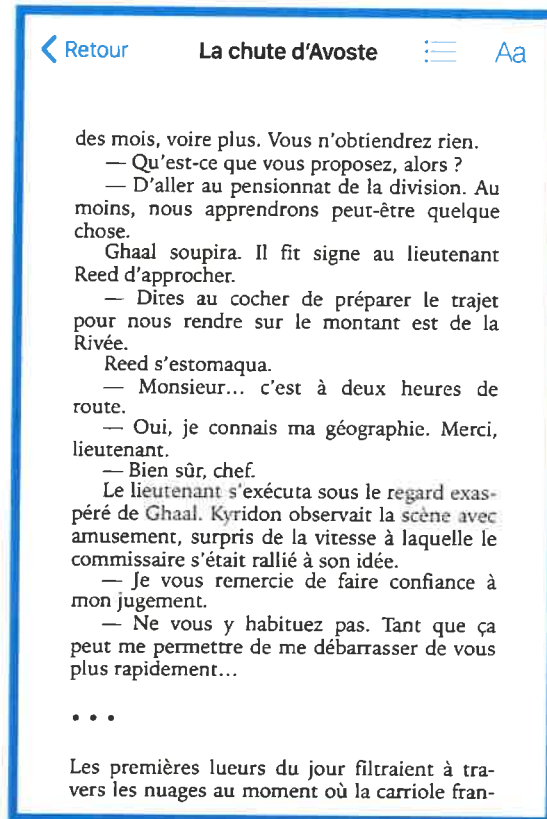 Retour La chute d'Avoste Aa
des mois, voire plus. Vous n'obtiendrez rien.
— Qu'est-ce que vous proposez, alors ?
— D'aller au pensionnat de la division. Au
moins, nous apprendrons peut-être quelque
chose.
Ghaal soupira. Il fit signe au lieutenant
Reed d'approcher.
— Dites au cocher de préparer le trajet
pour nous rendre sur le montant est de la
Rivée.
Reed s'estomaqua.
— Monsieur... c'est à deux heures de
route.
— Oui, je connais ma géographie. Merci,
lieutenant.
— Bien sûr, chef.
Le lieutenant s'exécuta sous le regard exas-
péré de Ghaal. Kyridon observait la scène avec
amusement, surpris de la vitesse à laquelle le
commissaire s'était rallié à son idée.
— Je vous remercie de faire confiance à
mon jugement.
— Ne vous y habituez pas. Tant que ça
peut me permettre de me débarrasser de vous
plus rapidement...
• • •
Les premières lueurs du jour filtraient à tra-
vers les nuages au moment où la carriole fran-